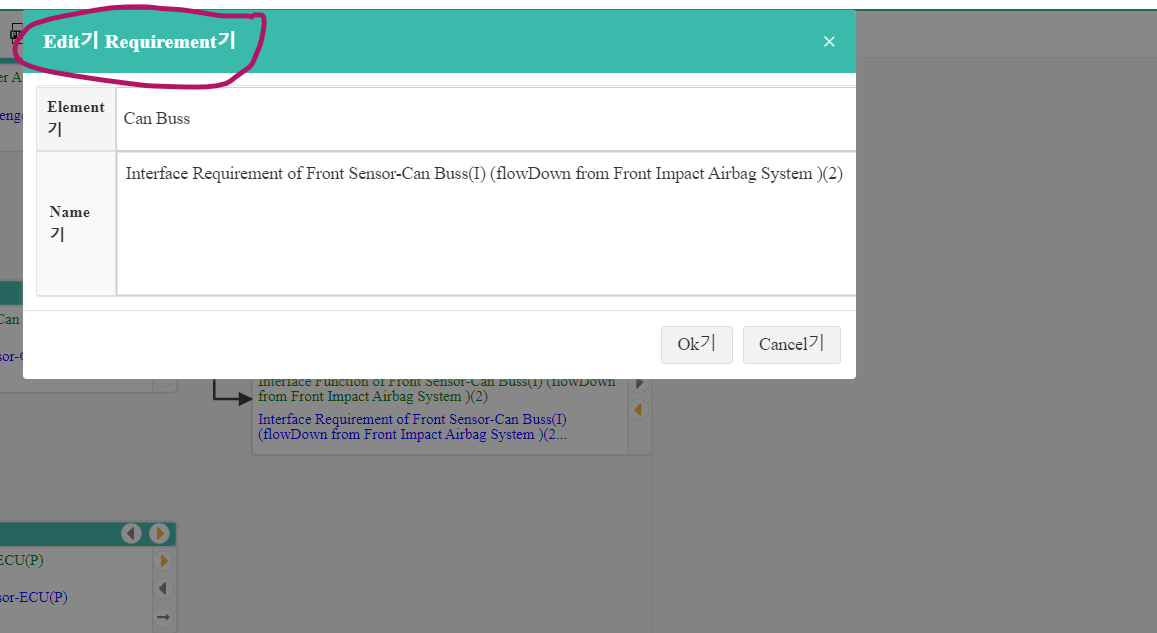 Edit기 Requirement기
×
er A
eng
Element
기
Can Buss
Name
기
Interface Requirement of Front Sensor-Can Buss(I) (flowDown from Front Impact Airbag System )(2)
Can
sor-
Ok기
Cancel기
Interface Function of Front Sensor-Can Buss(I) (flowDown
from Front Impact Airbag System )(2)
Interface Requirement of Front Sensor-Can Buss(I)
(flowDown from Front Impact Airbag System )(2...
ECU(P)
sor-ECU(P)